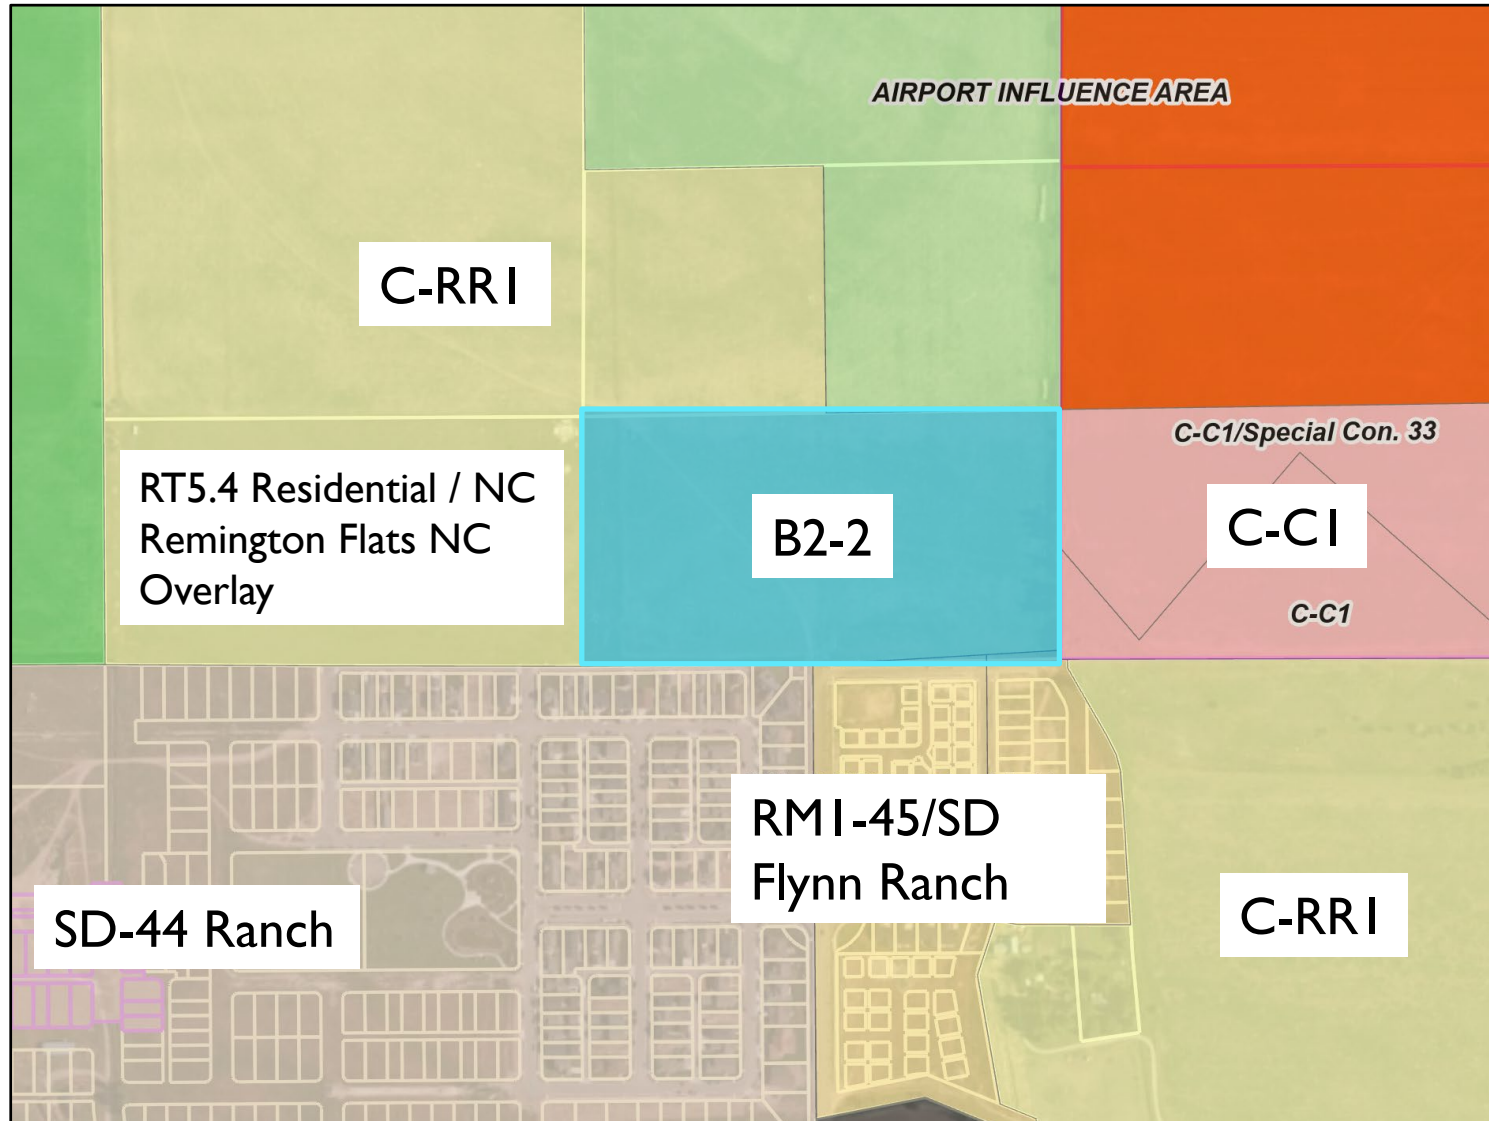 AIRPORT INFLUENCE AREA
C-RR1
C-C1/Special Con. 33
RT5.4 Residential / NC
Remington Flats NC
Overlay
B2-2
C-C1
C-C1
RM1-45/SD
Flynn Ranch
SD-44 Ranch
C-RR1